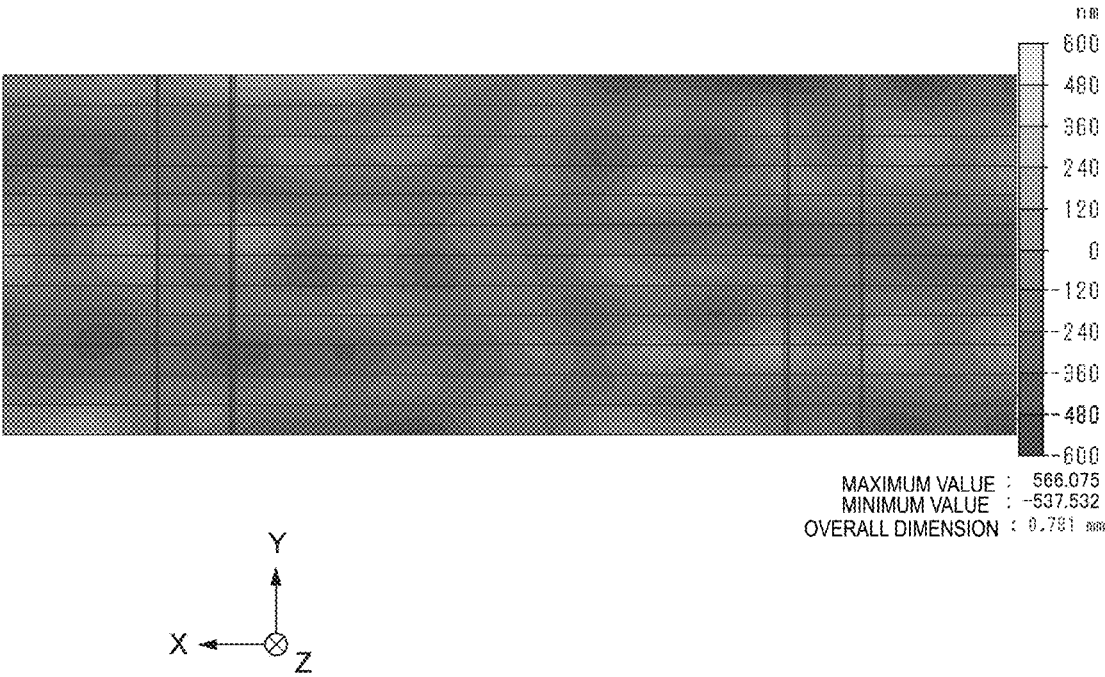 nm
600
480
360
240
120
0
-120
-240
-360
-480
-600
MAXIMUM VALUE : 566.075
MINIMUM VALUE : -537.532
OVERALL DIMENSION : 0.781 mm
Y
X
Z